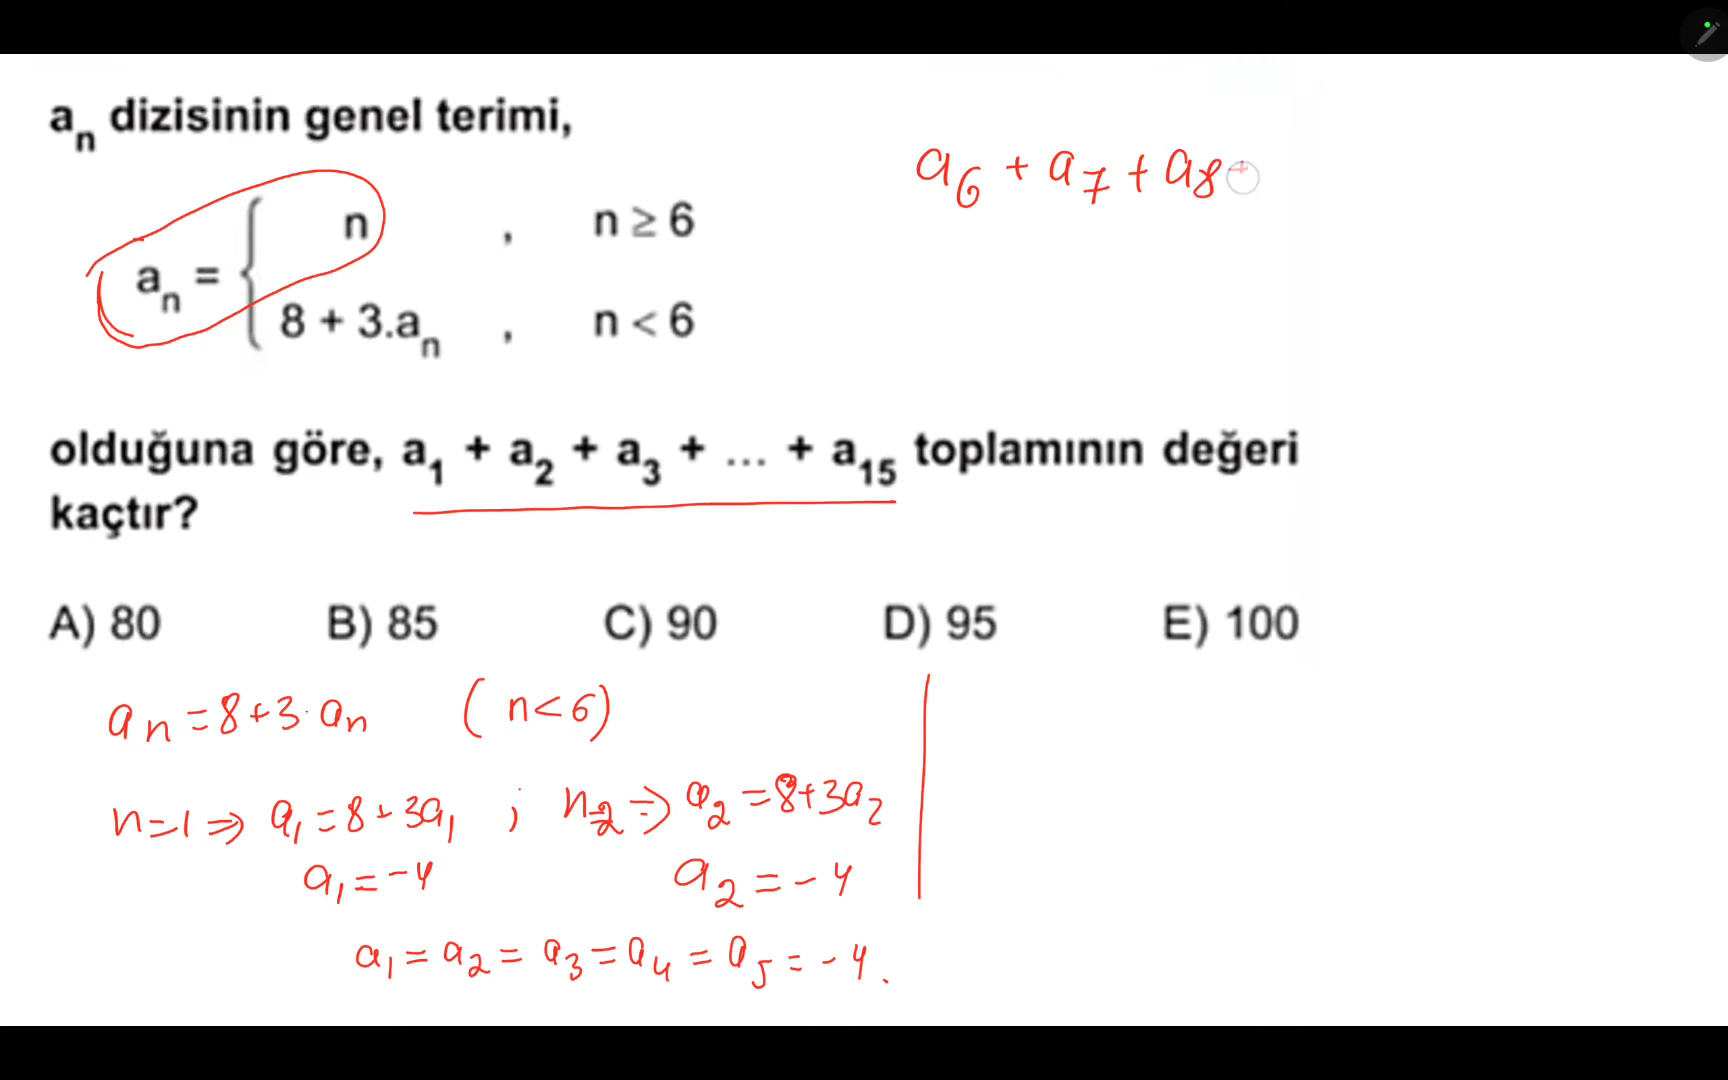 aₙ dizisinin genel terimi,
aₙ = { n , n ≥ 6
8 + 3.aₙ , n < 6
olduğuna göre, a₁ + a₂ + a₃ + ... + a₁₅ toplamının değeri
kaçtır?
A) 80 B) 85 C) 90 D) 95 E) 100
a₆ + a₇ + a₈ +
aₙ = 8 + 3 · aₙ (n < 6)
n = 1 ⇒ a₁ = 8 + 3a₁ ; n = 2 ⇒ a₂ = 8 + 3a₂
a₁ = -4 a₂ = -4
a₁ = a₂ = a₃ = a₄ = a₅ = -4.